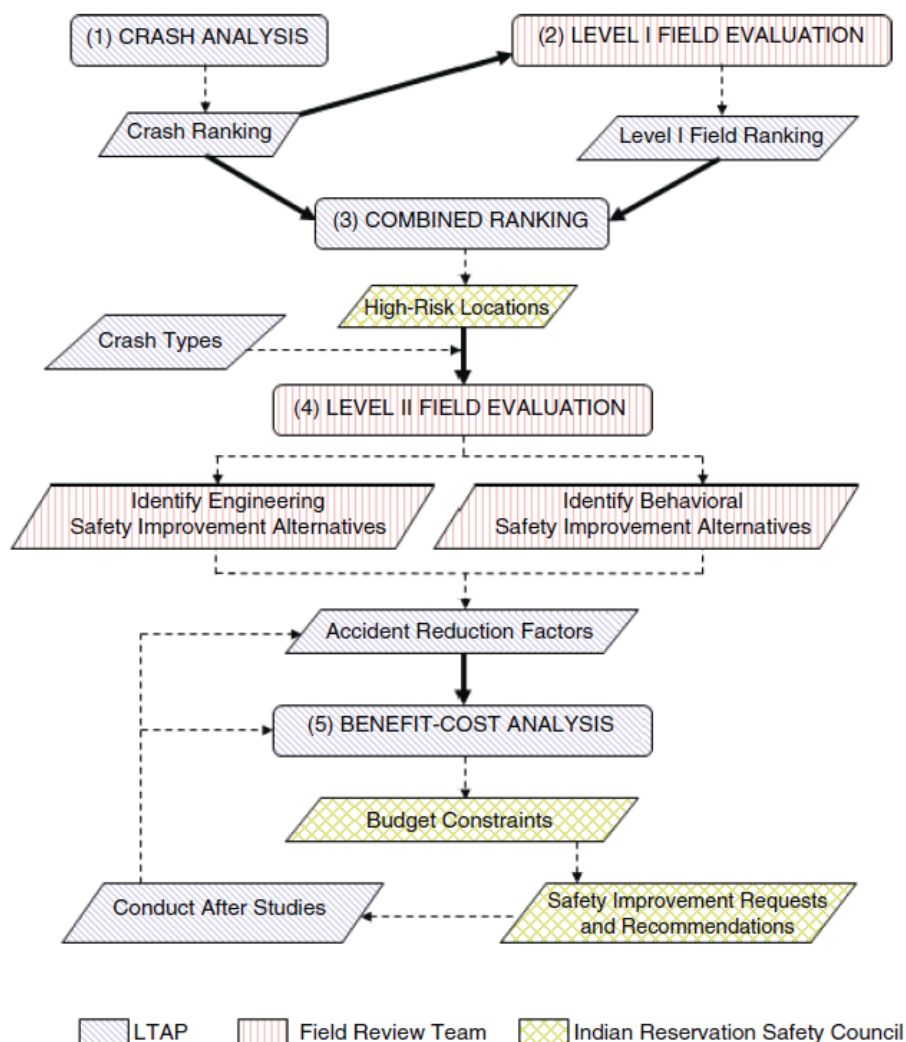 (1) CRASH ANALYSIS
(2) LEVEL I FIELD EVALUATION
Crash Ranking
Level I Field Ranking
(3) COMBINED RANKING
High-Risk Locations
Crash Types
(4) LEVEL II FIELD EVALUATION
Identify Engineering
Safety Improvement Alternatives
Identify Behavioral
Safety Improvement Alternatives
Accident Reduction Factors
(5) BENEFIT-COST ANALYSIS
Budget Constraints
Conduct After Studies
Safety Improvement Requests
and Recommendations
LTAP
Field Review Team
Indian Reservation Safety Council